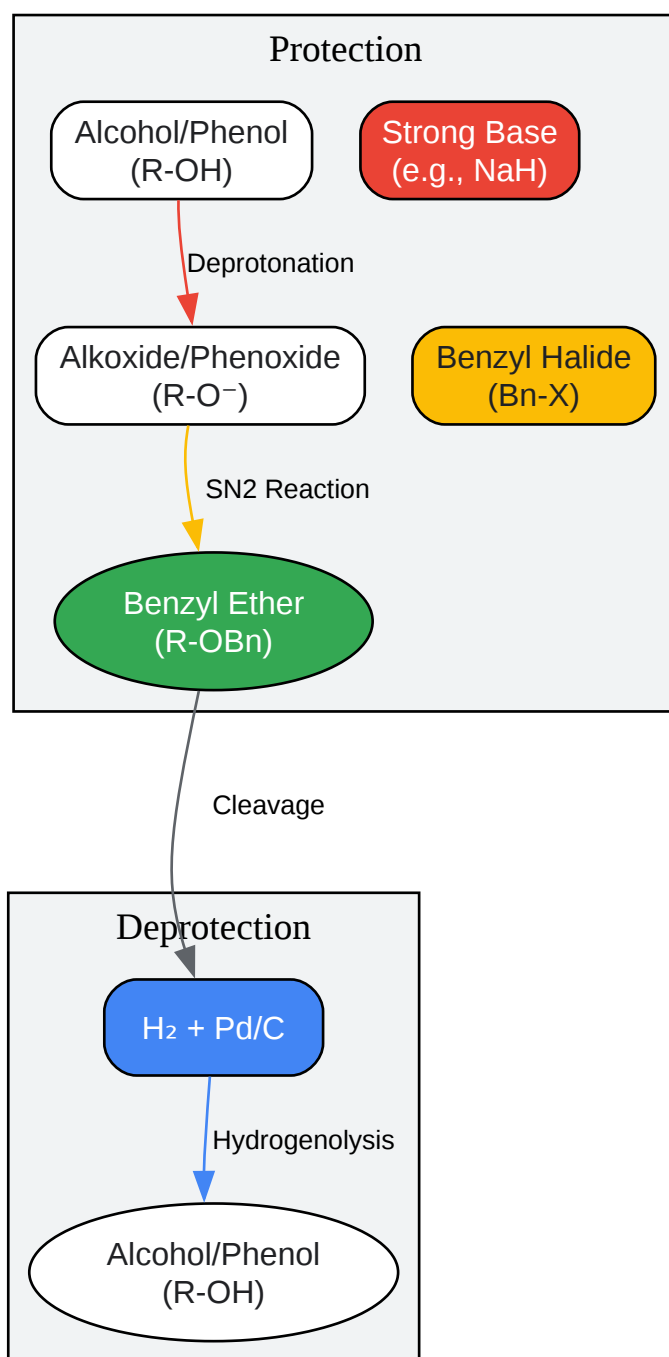 Protection
Alcohol/Phenol
(R-OH)
Strong Base
(e.g., NaH)
Deprotonation
Alkoxide/Phenoxide
(R-O⁻)
Benzyl Halide
(Bn-X)
SN2 Reaction
Benzyl Ether
(R-OBn)
Cleavage
Deprotection
H₂ + Pd/C
Hydrogenolysis
Alcohol/Phenol
(R-OH)